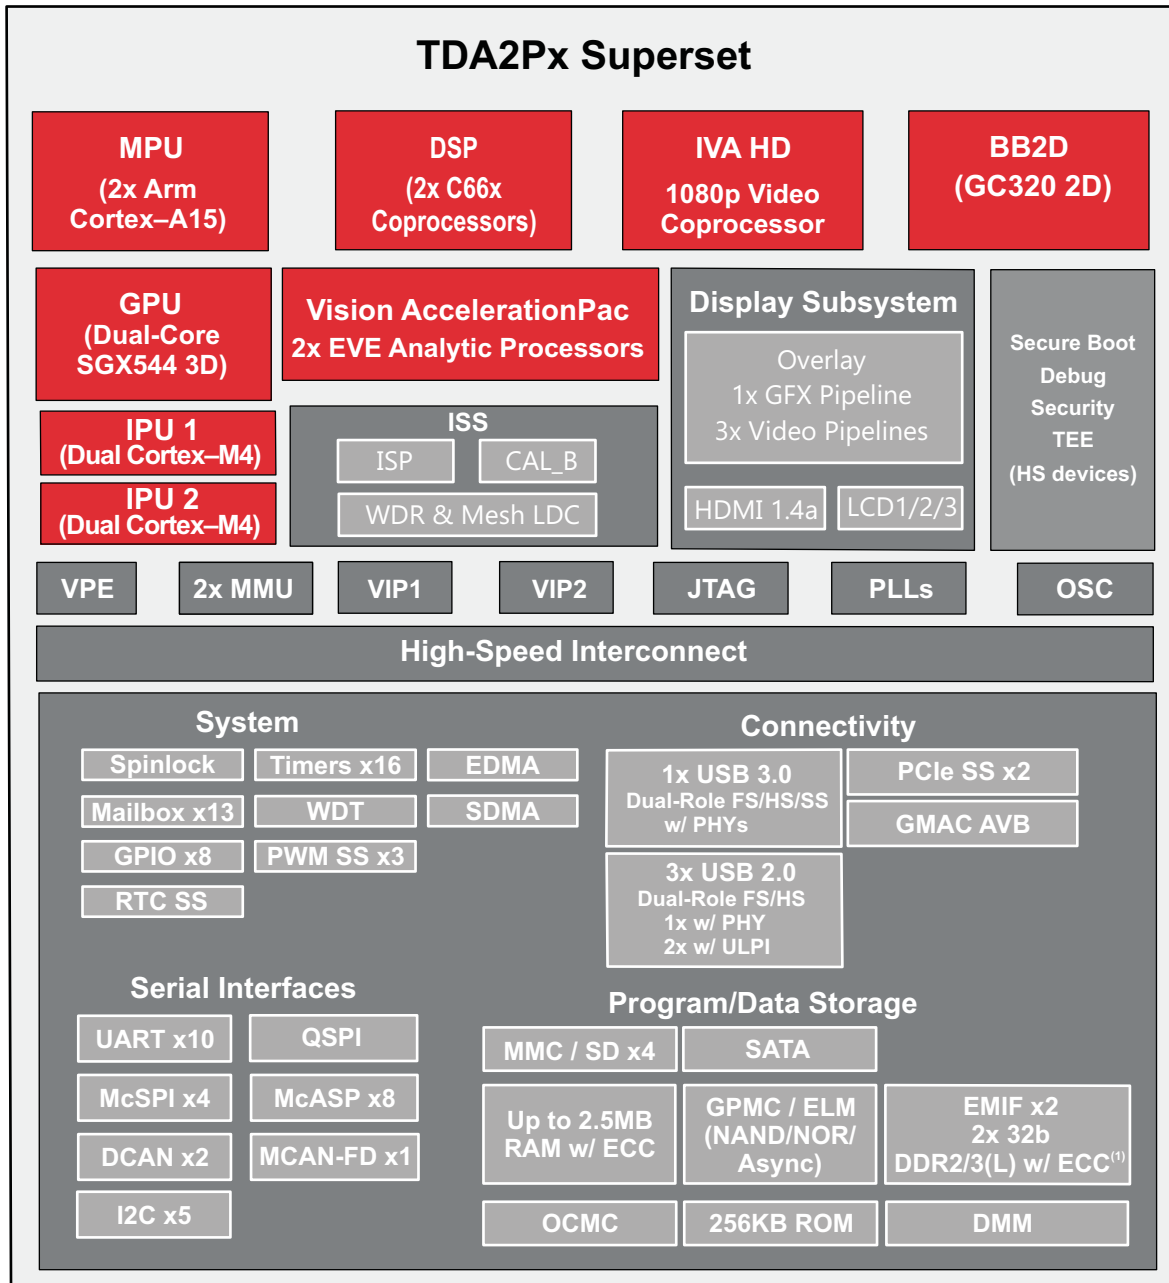 TDA2Px Superset
MPU
(2x Arm
Cortex–A15)
DSP
(2x C66x
Coprocessors)
IVA HD
1080p Video
Coprocessor
BB2D
(GC320 2D)
GPU
(Dual-Core
SGX544 3D)
Vision AccelerationPac
2x EVE Analytic Processors
Display Subsystem
Overlay
1x GFX Pipeline
3x Video Pipelines
HDMI 1.4a
LCD1/2/3
Secure Boot
Debug
Security
TEE
(HS devices)
IPU 1
(Dual Cortex–M4)
IPU 2
(Dual Cortex–M4)
ISS
ISP
CAL_B
WDR & Mesh LDC
VPE
2x MMU
VIP1
VIP2
JTAG
PLLs
OSC
High-Speed Interconnect
System
Spinlock
Timers x16
EDMA
Mailbox x13
WDT
SDMA
GPIO x8
PWM SS x3
RTC SS
Connectivity
1x USB 3.0
Dual-Role FS/HS/SS
w/ PHYs
PCIe SS x2
GMAC AVB
3x USB 2.0
Dual-Role FS/HS
1x w/ PHY
2x w/ ULPI
Serial Interfaces
UART x10
QSPI
McSPI x4
McASP x8
DCAN x2
MCAN-FD x1
I2C x5
Program/Data Storage
MMC / SD x4
SATA
Up to 2.5MB
RAM w/ ECC
GPMC / ELM
(NAND/NOR/
Async)
EMIF x2
2x 32b
DDR2/3(L) w/ ECC(1)
OCMC
256KB ROM
DMM